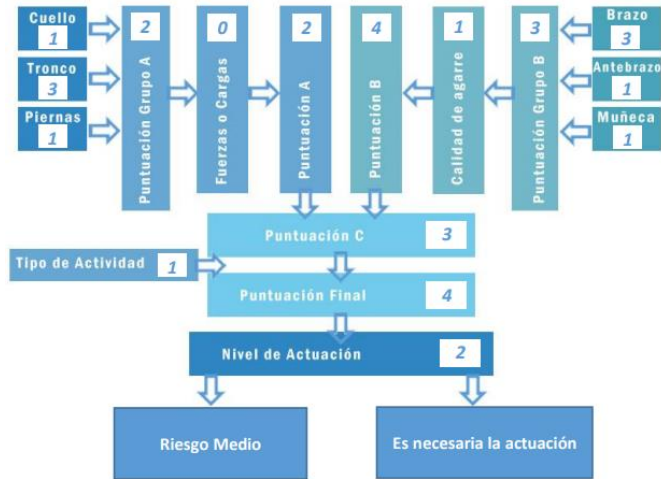 Cuello
1
Tronco
3
Piernas
1
2
Puntuación Grupo A
0
Fuerzas o Cargas
2
Puntuación A
4
Puntuación B
1
Calidad de agarre
3
Puntuación Grupo B
Brazo
3
Antebrazo
1
Muñeca
1
Puntuación C 3
Tipo de Actividad 1
Puntuación Final 4
Nivel de Actuación 2
Riesgo Medio
Es necesaria la actuación